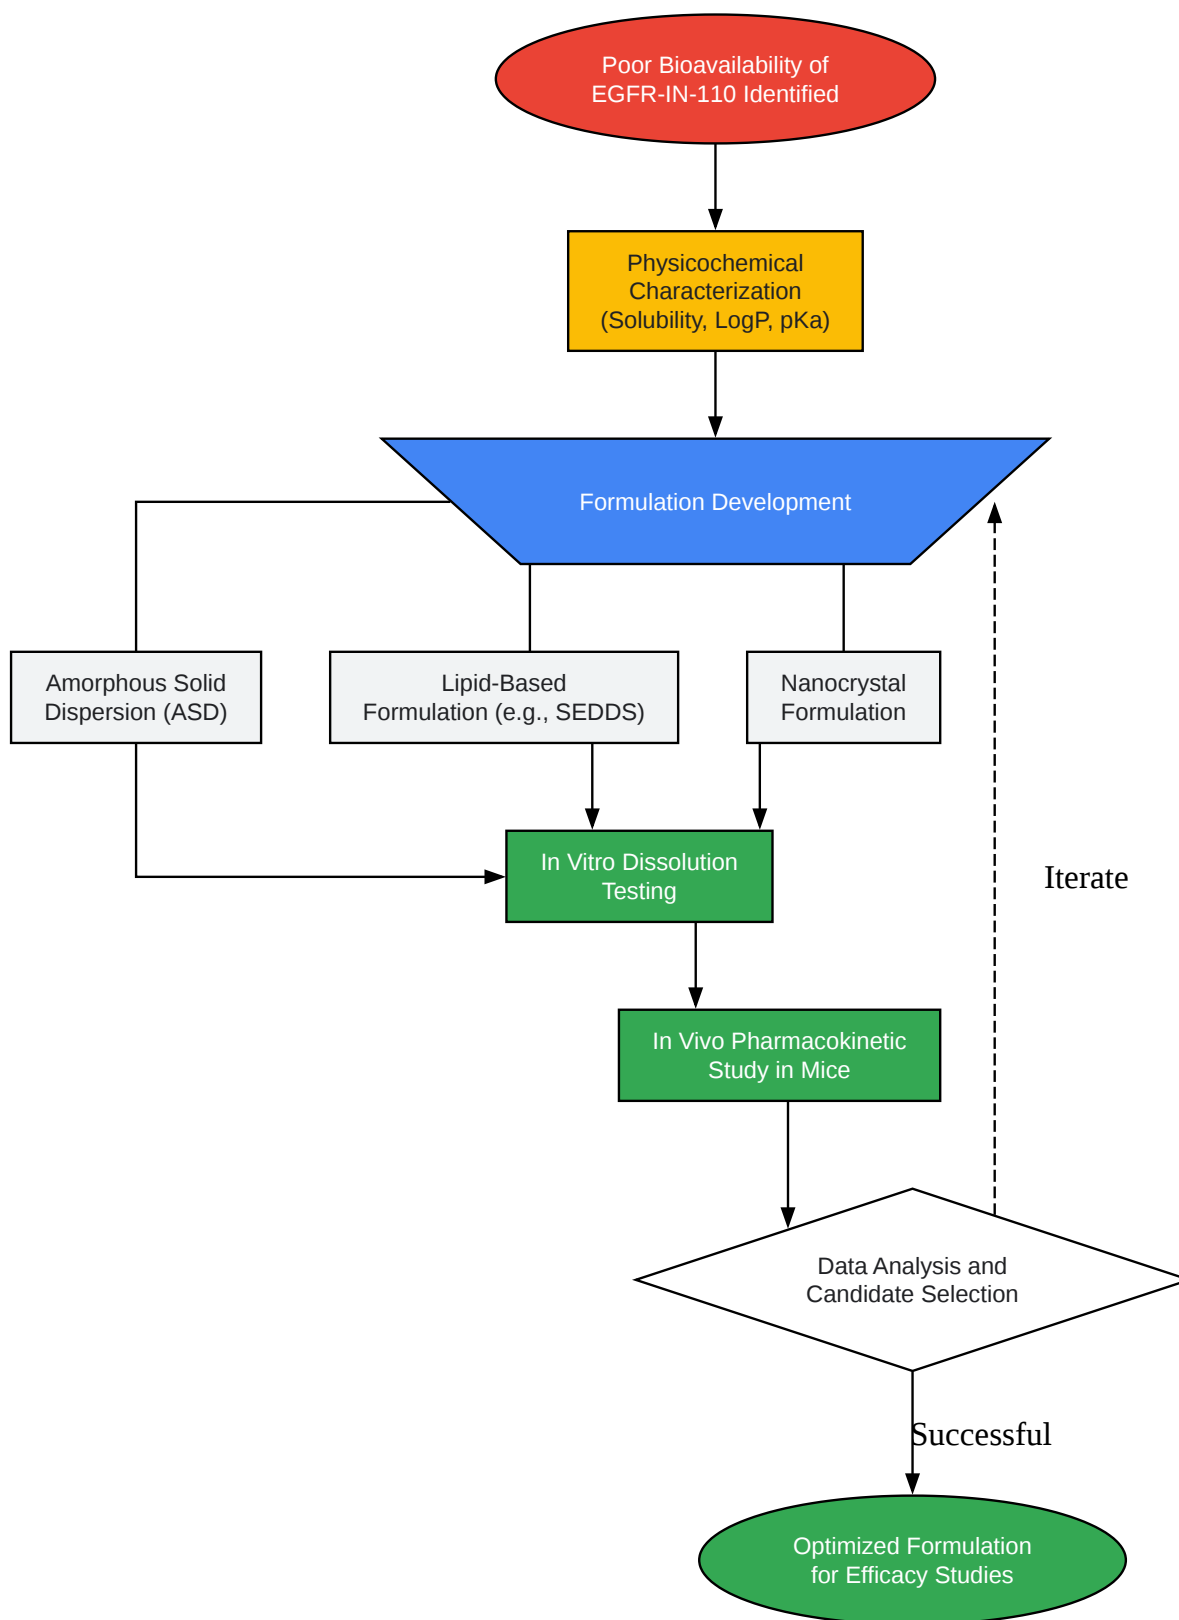 Poor Bioavailability of
EGFR-IN-110 Identified
Physicochemical
Characterization
(Solubility, LogP, pKa)
Formulation Development
Amorphous Solid
Dispersion (ASD)
Lipid-Based
Formulation (e.g., SEDDS)
Nanocrystal
Formulation
In Vitro Dissolution
Testing
Iterate
In Vivo Pharmacokinetic
Study in Mice
Data Analysis and
Candidate Selection
Successful
Optimized Formulation
for Efficacy Studies